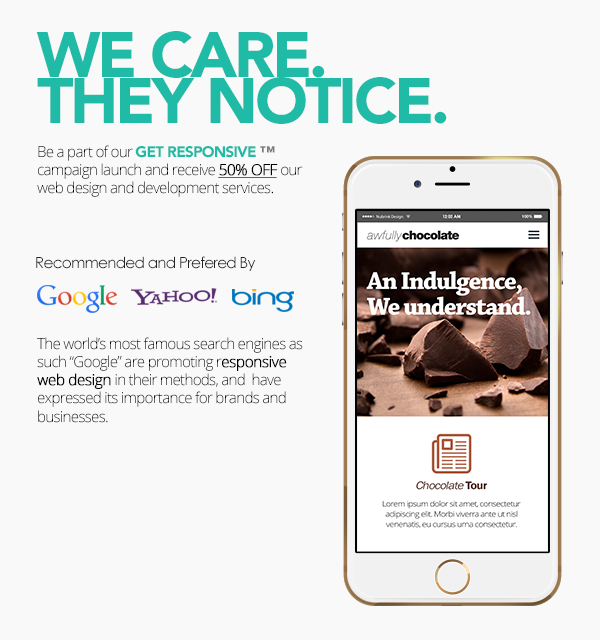 WE CARE.
THEY NOTICE.
Be a part of our GET RESPONSIVE ™
campaign launch and receive 50% OFF our
web design and development services.
Recommended and Prefered By
Google YAHOO! bing
The world's most famous search engines as
such “Google” are promoting responsive
web design in their methods, and have
expressed its importance for brands and
businesses.
Nubrink Design 12:02 AM 100%
awfullychocolate
An Indulgence,
We understand.
Chocolate Tour
Lorem ipsum dolor sit amet, consectetur
adipiscing elit. Morbi viverra ante ut nisl
venenatis, eu cursus urna consectetur.